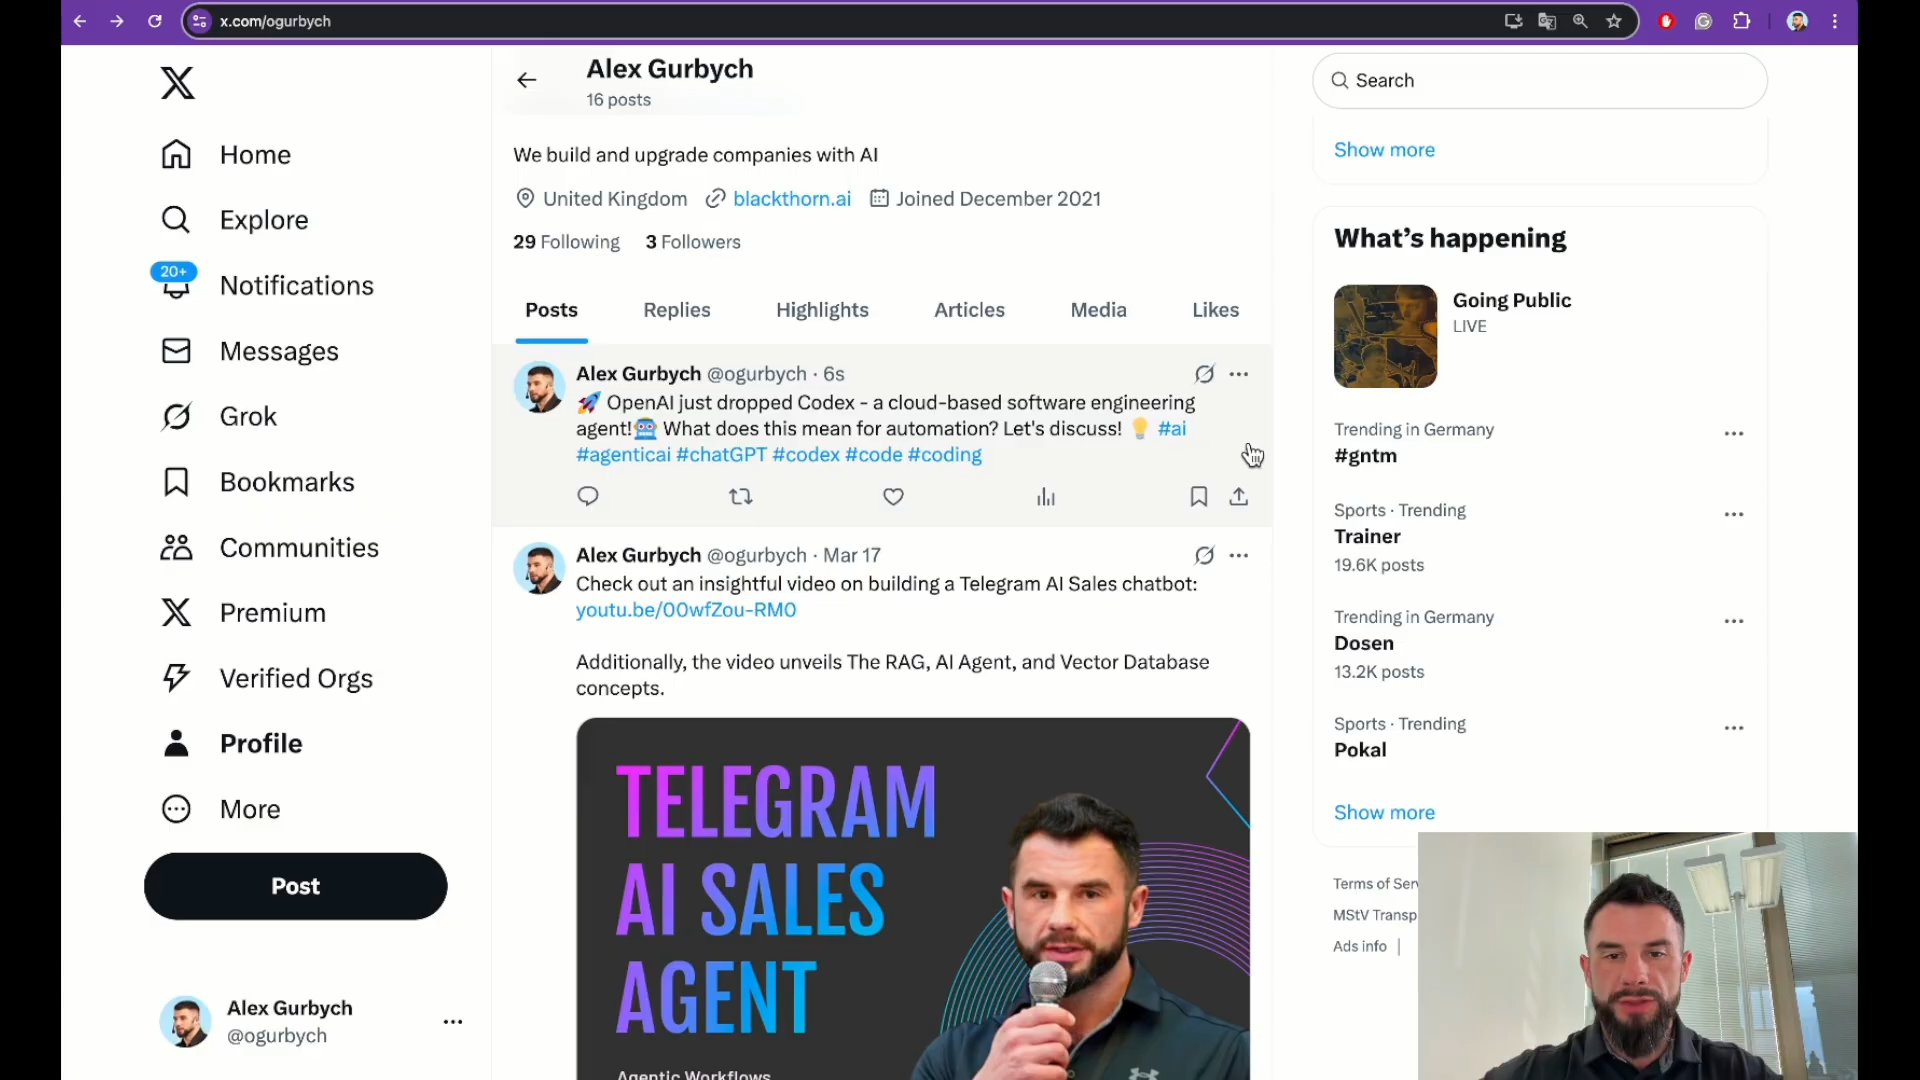 x.com/ogurbych
Home
Explore
20+
Notifications
Messages
Grok
Bookmarks
Communities
Premium
Verified Orgs
Profile
More
Post
Alex Gurbych
@ogurbych
Alex Gurbych
16 posts
We build and upgrade companies with AI
United Kingdom blackthorn.ai Joined December 2021
29 Following 3 Followers
Posts Replies Highlights Articles Media Likes
Alex Gurbych @ogurbych · 6s
🚀 OpenAI just dropped Codex - a cloud-based software engineering
agent!🤖 What does this mean for automation? Let's discuss! 💡 #ai
#agenticai #chatGPT #codex #code #coding
Alex Gurbych @ogurbych · Mar 17
Check out an insightful video on building a Telegram AI Sales chatbot:
youtu.be/00wfZou-RM0
Additionally, the video unveils The RAG, AI Agent, and Vector Database
concepts.
TELEGRAM
AI SALES
AGENT
Agentic Workflows
Search
Show more
What's happening
Going Public
LIVE
Trending in Germany
#gntm
Sports · Trending
Trainer
19.6K posts
Trending in Germany
Dosen
13.2K posts
Sports · Trending
Pokal
Show more
Terms of Serv
MStV Transp
Ads info |